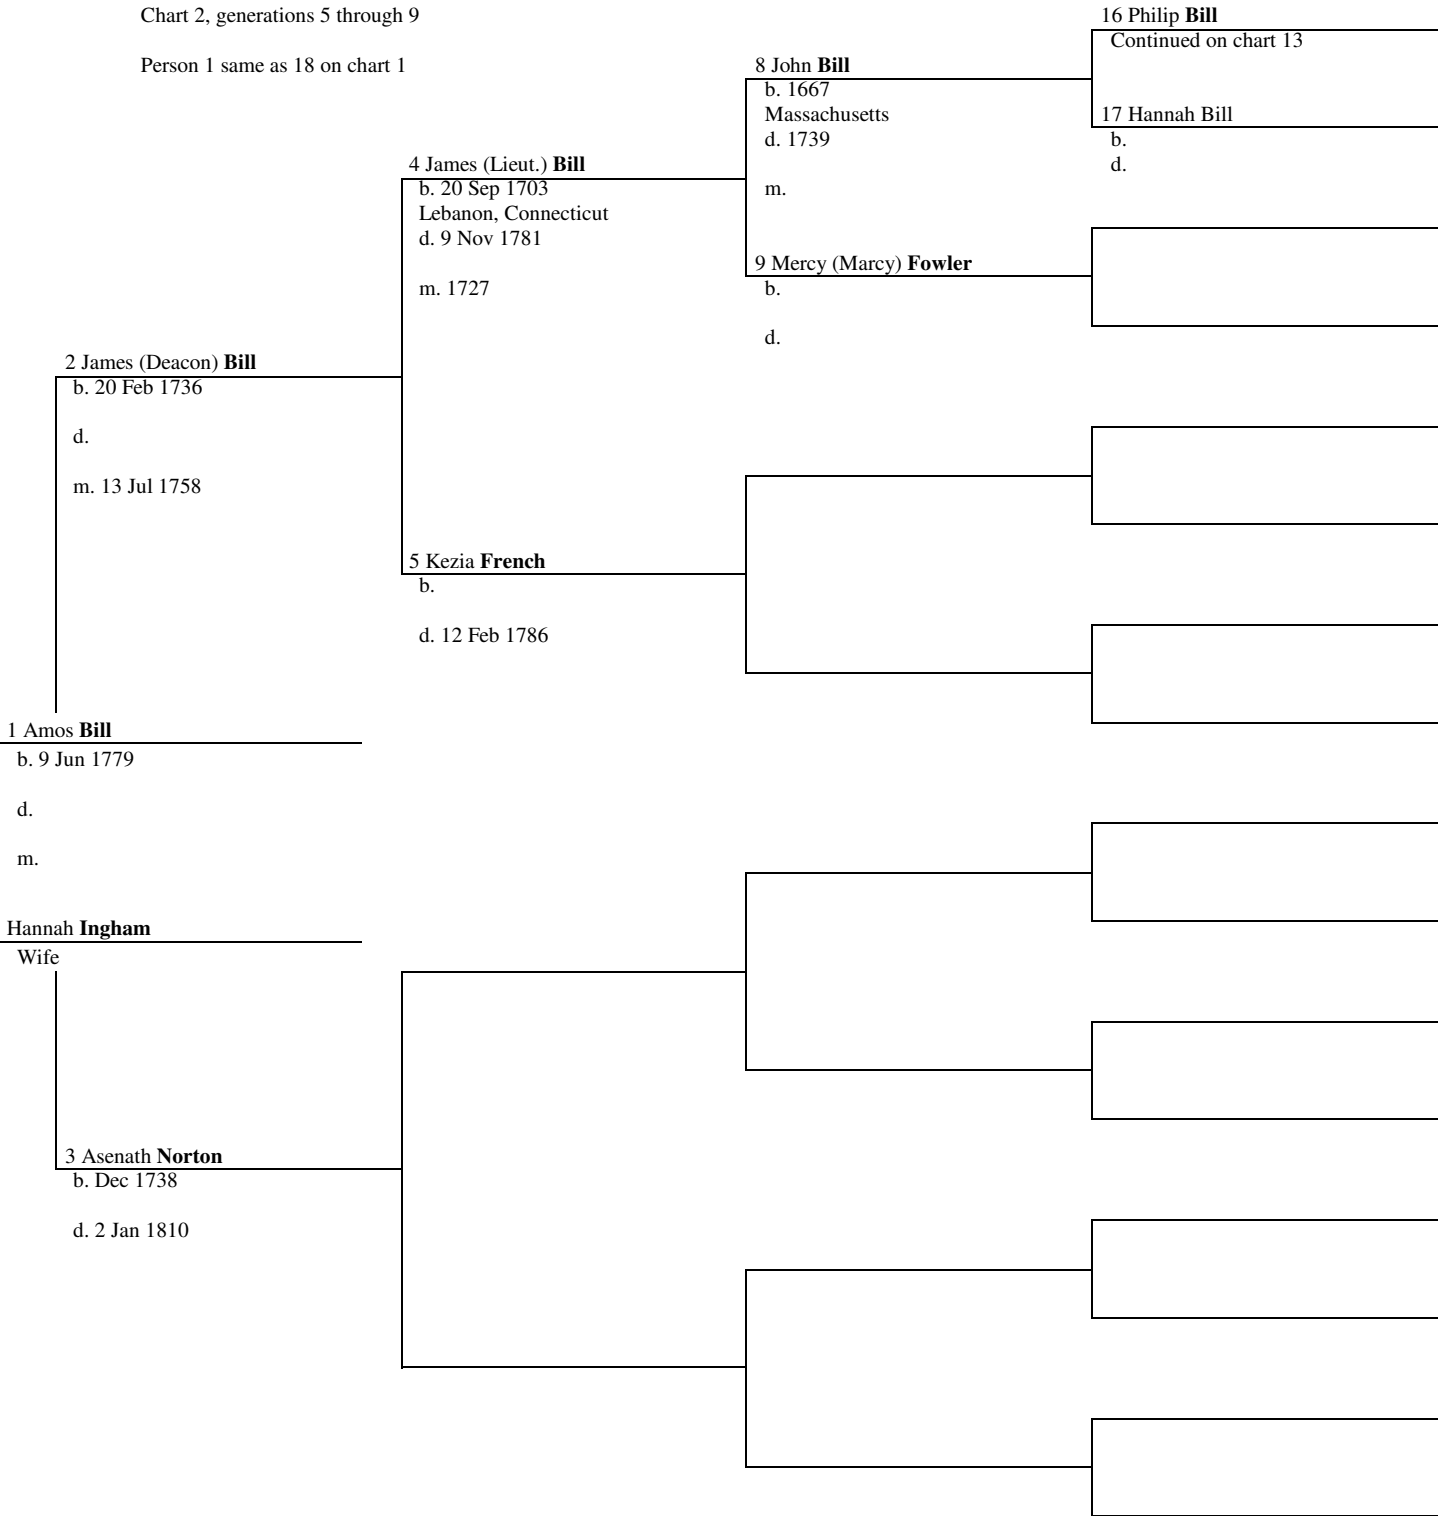 Chart 2, generations 5 through 9
Person 1 same as 18 on chart 1
16 Philip Bill
Continued on chart 13
8 John Bill
b. 1667
Massachusetts
d. 1739
m.
17 Hannah Bill
b.
d.
4 James (Lieut.) Bill
b. 20 Sep 1703
Lebanon, Connecticut
d. 9 Nov 1781
m. 1727
9 Mercy (Marcy) Fowler
b.
d.
2 James (Deacon) Bill
b. 20 Feb 1736
d.
m. 13 Jul 1758
5 Kezia French
b.
d. 12 Feb 1786
1 Amos Bill
b. 9 Jun 1779
d.
m.
Hannah Ingham
Wife
3 Asenath Norton
b. Dec 1738
d. 2 Jan 1810